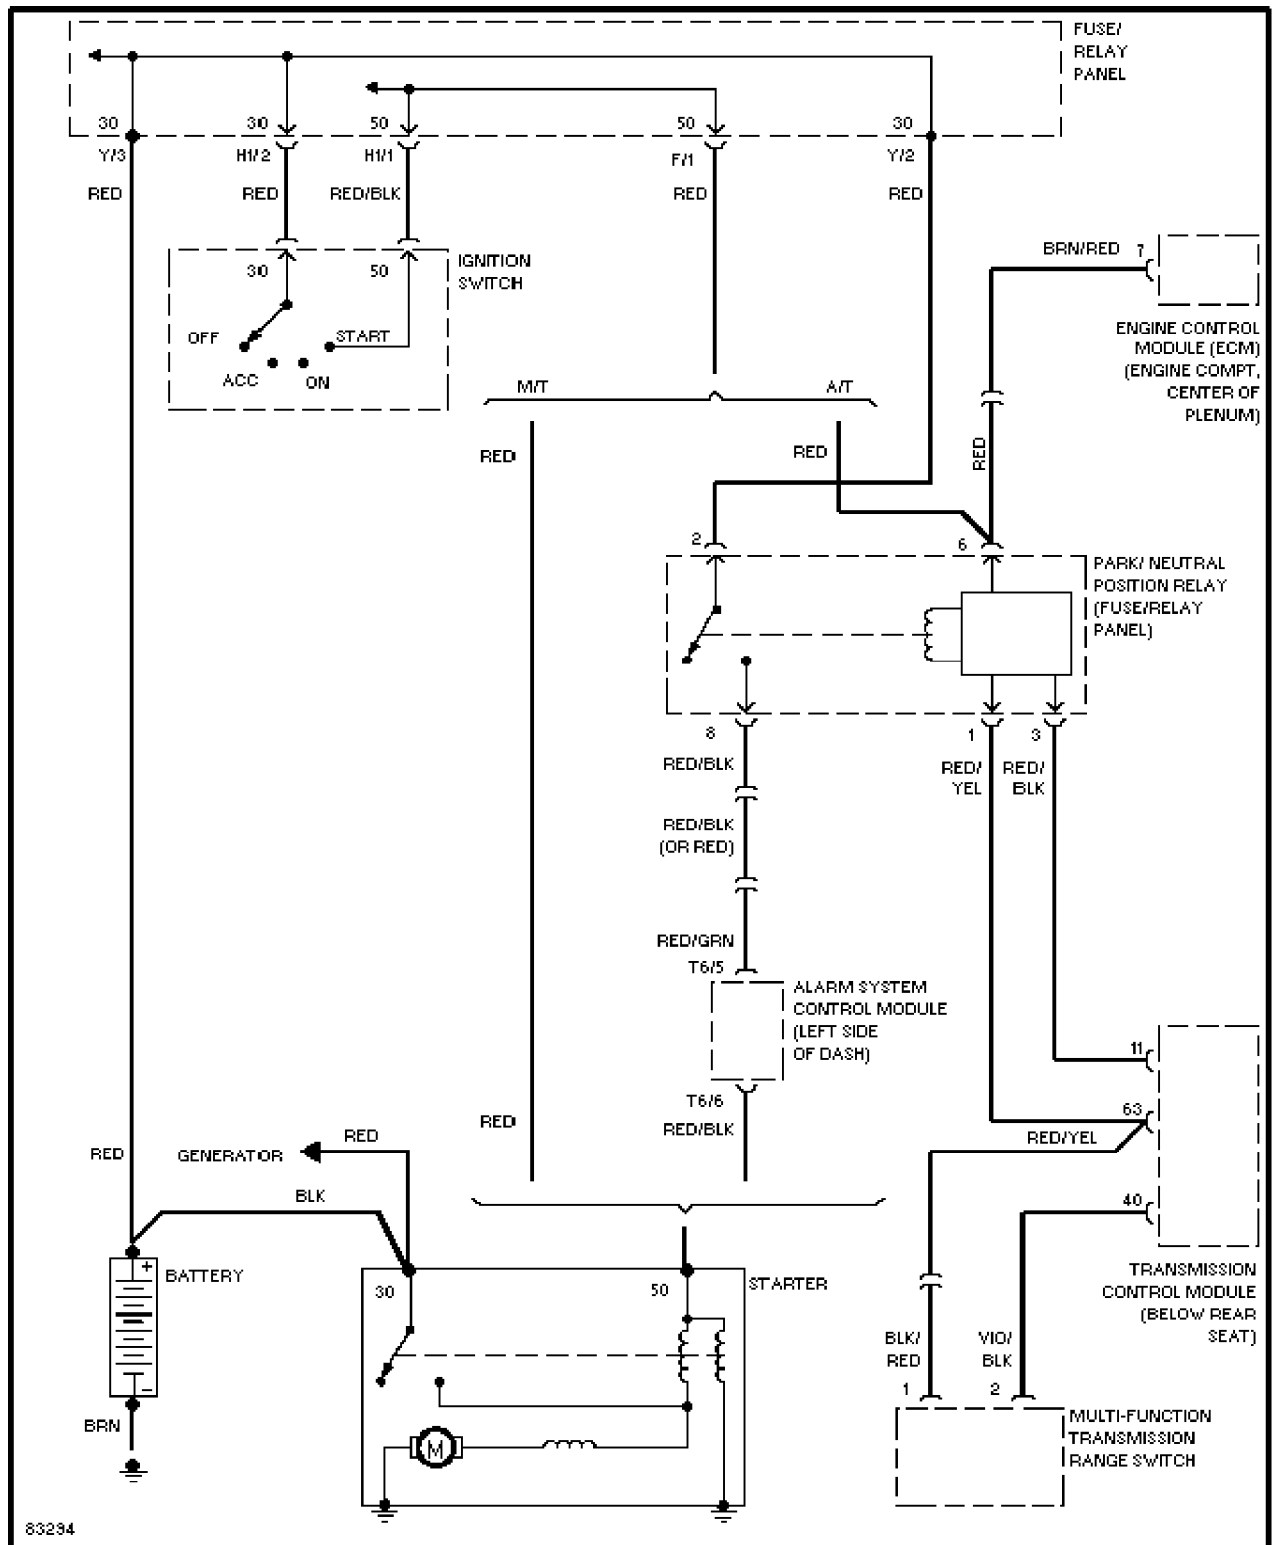 FUSE/
RELAY
PANEL
30
30
50
50
30
Y/3
H1/2
H1/1
F/1
Y/2
RED
RED
RED/BLK
RED
RED
BRN/RED
7
IGNITION
SWITCH
30
50
OFF
START
ACC
ON
ENGINE CONTROL
MODULE (ECM)
(ENGINE COMPT,
CENTER OF
PLENUM)
M/T
A/T
RED
RED
RED
2
6
PARK/ NEUTRAL
POSITION RELAY
(FUSE/RELAY
PANEL)
8
1
3
RED/BLK
RED/
YEL
RED/
BLK
RED/BLK
(OR RED)
RED/GRN
T6/5
ALARM SYSTEM
CONTROL MODULE
(LEFT SIDE
OF DASH)
11
T6/6
RED/BLK
63
RED
RED/YEL
RED
GENERATOR
RED
BLK
40
BATTERY
+
−
30
50
STARTER
TRANSMISSION
CONTROL MODULE
(BELOW REAR
SEAT)
BLK/
RED
VIO/
BLK
1
2
BRN
M
MULTI-FUNCTION
TRANSMISSION
RANGE SWITCH
83294